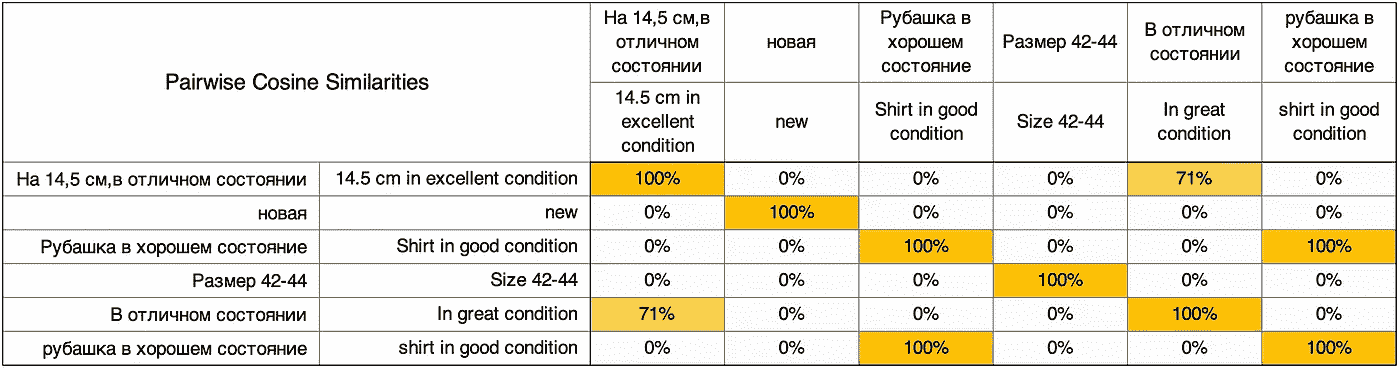 Pairwise Cosine Similarities
На 14,5 см,в
отличном
состоянии
новая
Рубашка в
хорошем
состояние
Размер 42-44
В отличном
состоянии
рубашка в
хорошем
состояние
14.5 cm in
excellent
condition
new
Shirt in good
condition
Size 42-44
In great
condition
shirt in good
condition
На 14,5 см,в отличном состоянии 14.5 cm in excellent condition 100% 0% 0% 0% 71% 0%
новая new 0% 100% 0% 0% 0% 0%
Рубашка в хорошем состояние Shirt in good condition 0% 0% 100% 0% 0% 100%
Размер 42-44 Size 42-44 0% 0% 0% 100% 0% 0%
В отличном состоянии In great condition 71% 0% 0% 0% 100% 0%
рубашка в хорошем состояние shirt in good condition 0% 0% 100% 0% 0% 100%